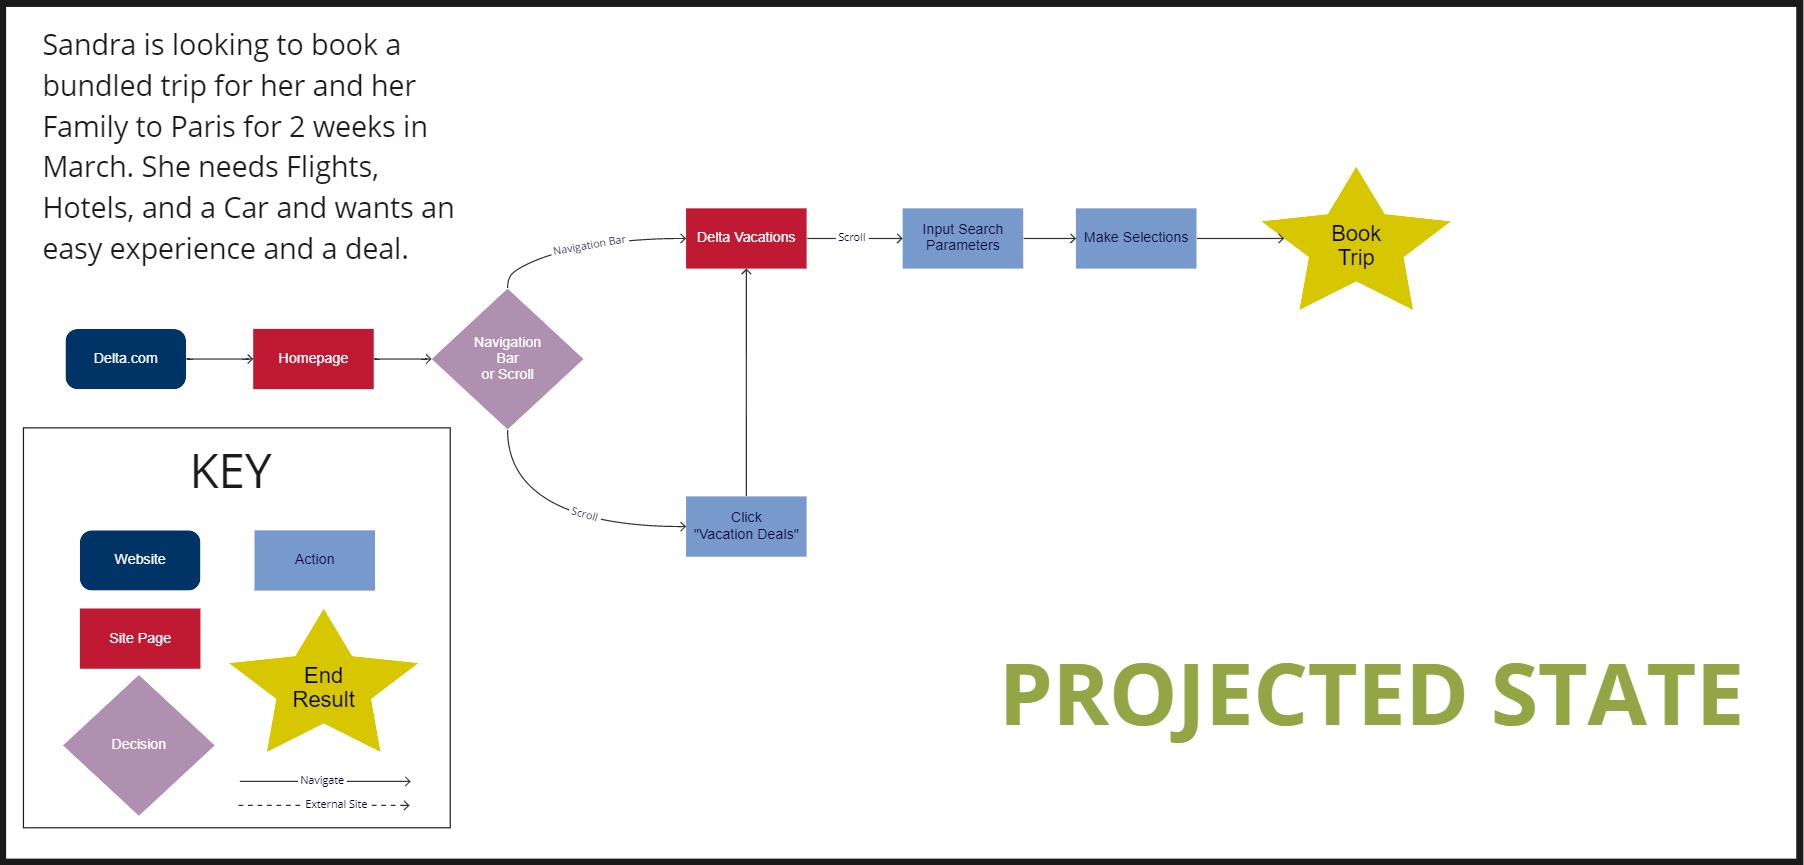 Sandra is looking to book a
bundled trip for her and her
Family to Paris for 2 weeks in
March. She needs Flights,
Hotels, and a Car and wants an
easy experience and a deal.
Delta.com
Homepage
Navigation
Bar
or Scroll
Navigation Bar
Delta Vacations
Scroll
Input Search
Parameters
Make Selections
Book
Trip
Scroll
Click
"Vacation Deals"
KEY
Website
Action
Site Page
End
Result
Decision
Navigate
External Site
PROJECTED STATE